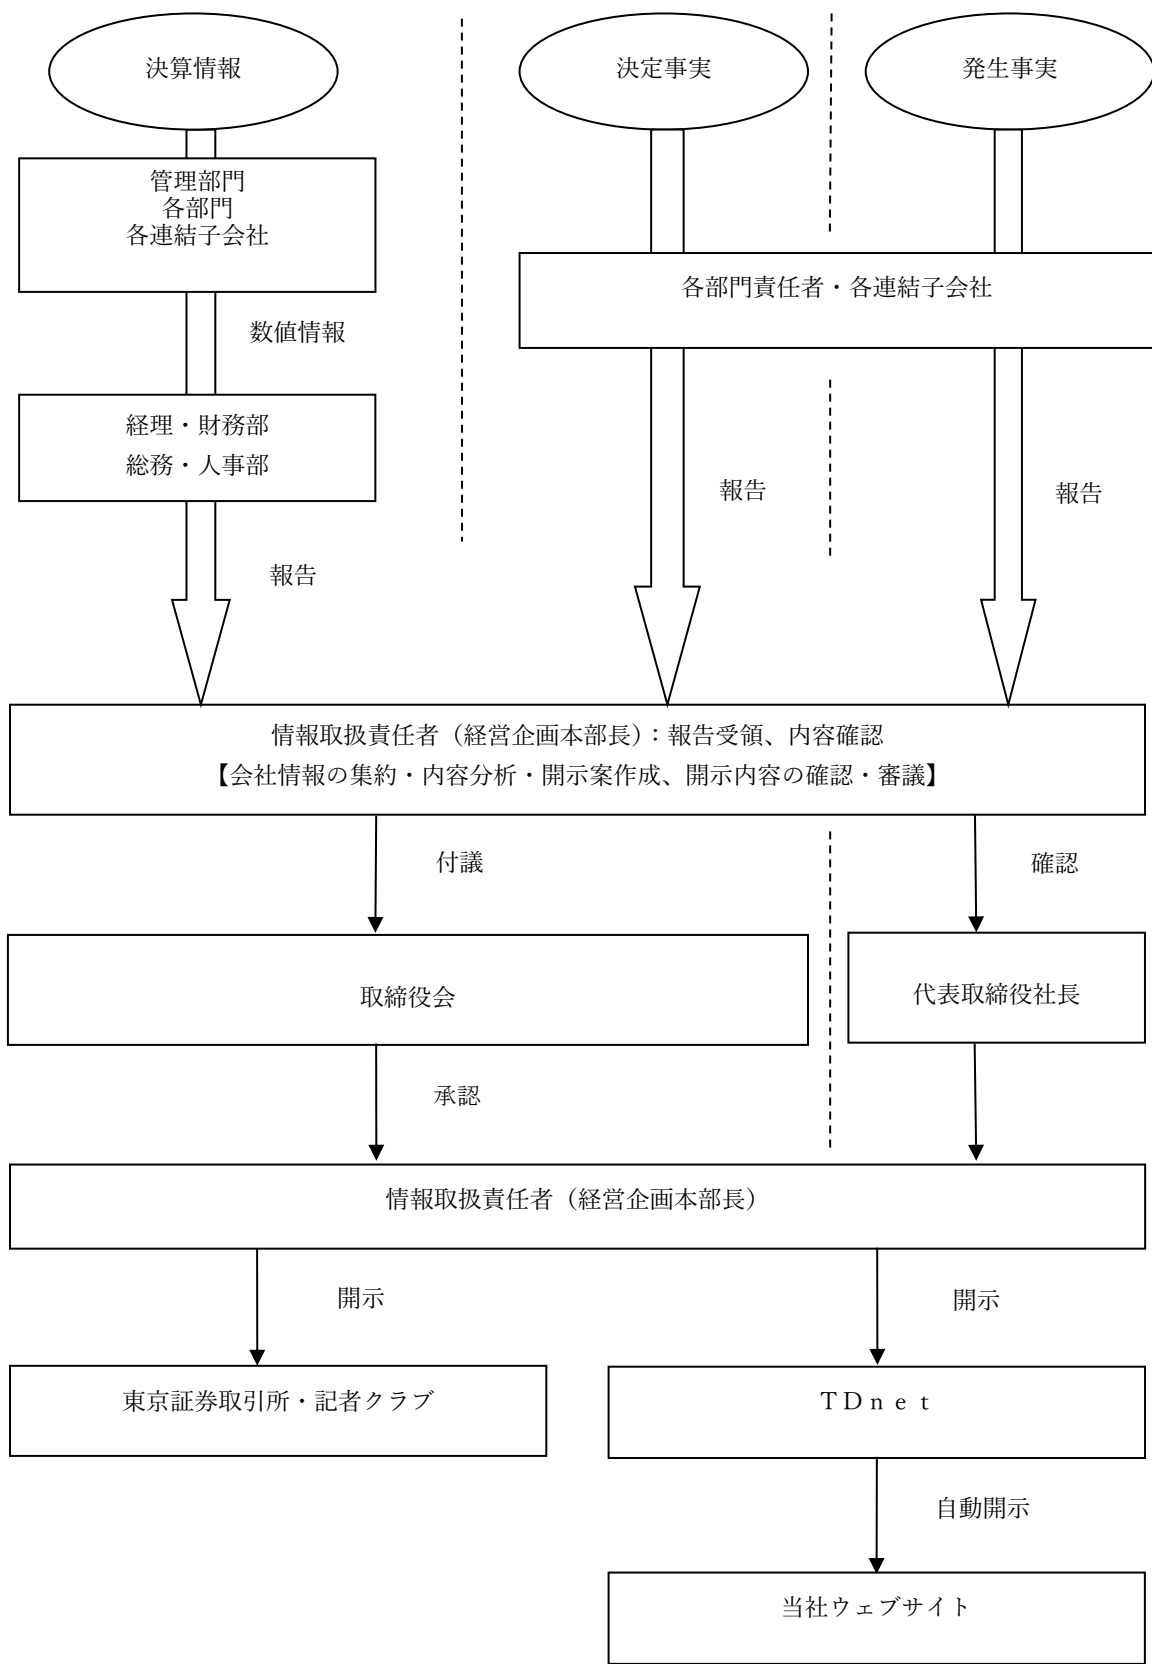 決算情報
決定事実
発生事実
管理部門
各部門
各連結子会社
各部門責任者・各連結子会社
数値情報
経理・財務部
総務・人事部
報告
報告
報告
情報取扱責任者（経営企画本部長）：報告受領、内容確認
【会社情報の集約・内容分析・開示案作成、開示内容の確認・審議】
付議
確認
取締役会
代表取締役社長
承認
情報取扱責任者（経営企画本部長）
開示
開示
東京証券取引所・記者クラブ
ＴＤｎｅｔ
自動開示
当社ウェブサイト